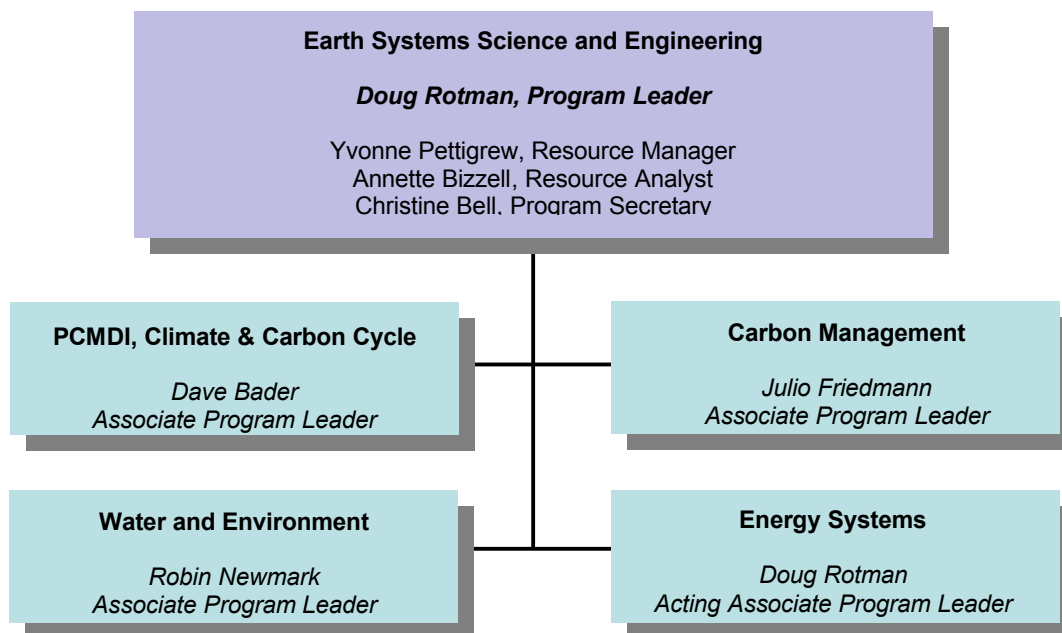 Earth Systems Science and Engineering
Doug Rotman, Program Leader
Yvonne Pettigrew, Resource Manager
Annette Bizzell, Resource Analyst
Christine Bell, Program Secretary
PCMDI, Climate & Carbon Cycle
Dave Bader
Associate Program Leader
Carbon Management
Julio Friedmann
Associate Program Leader
Water and Environment
Robin Newmark
Associate Program Leader
Energy Systems
Doug Rotman
Acting Associate Program Leader